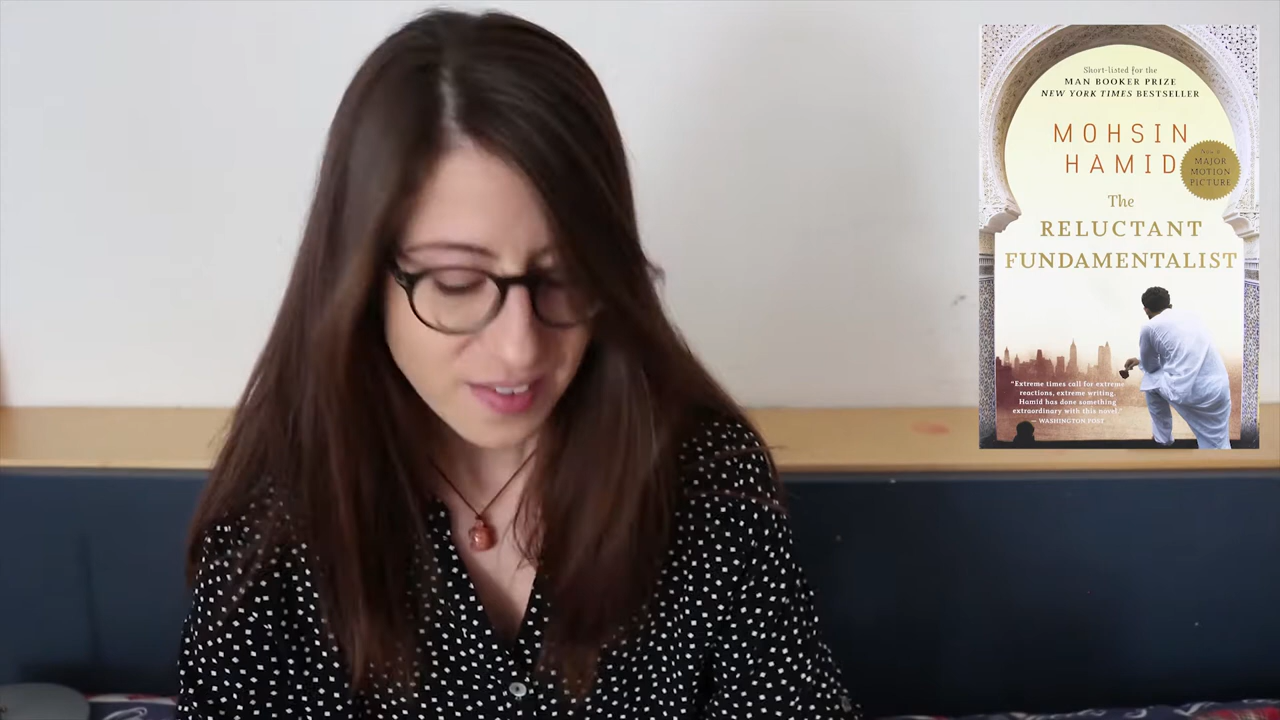 Short-listed for the
MAN BOOKER PRIZE
NEW YORK TIMES BESTSELLER
MOHSIN
HAMID
Now a
MAJOR
MOTION
PICTURE
The
RELUCTANT
FUNDAMENTALIST
"Extreme times call for extreme
reactions, extreme writing.
Hamid has done something
extraordinary with this novel."
— WASHINGTON POST